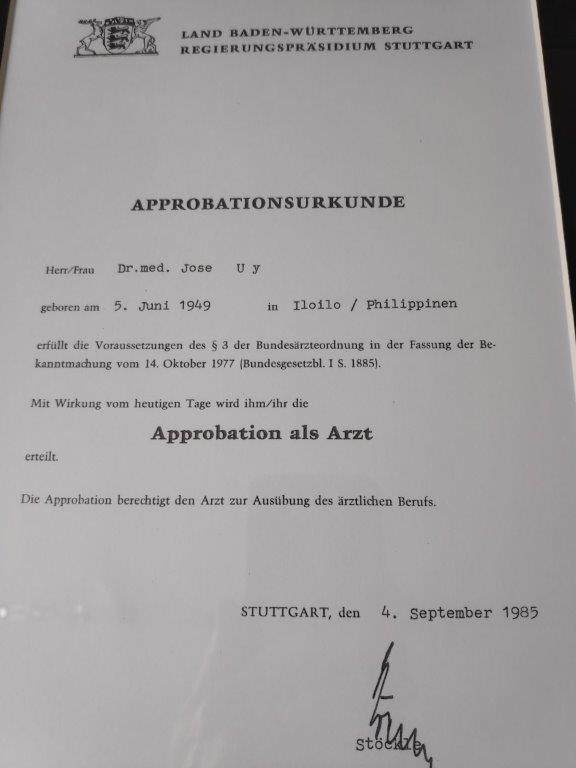 LAND BADEN-WÜRTTEMBERG
REGIERUNGSPRÄSIDIUM STUTTGART
APPROBATIONSURKUNDE
Herr/Frau Dr.med. Jose U y
geboren am 5. Juni 1949 in Iloilo / Philippinen
erfüllt die Voraussetzungen des § 3 der Bundesärzteordnung in der Fassung der Be-
kanntmachung vom 14. Oktober 1977 (Bundesgesetzbl. I S. 1885).
Mit Wirkung vom heutigen Tage wird ihm/ihr die
Approbation als Arzt
erteilt.
Die Approbation berechtigt den Arzt zur Ausübung des ärztlichen Berufs.
STUTTGART, den 4. September 1985
Stöckle